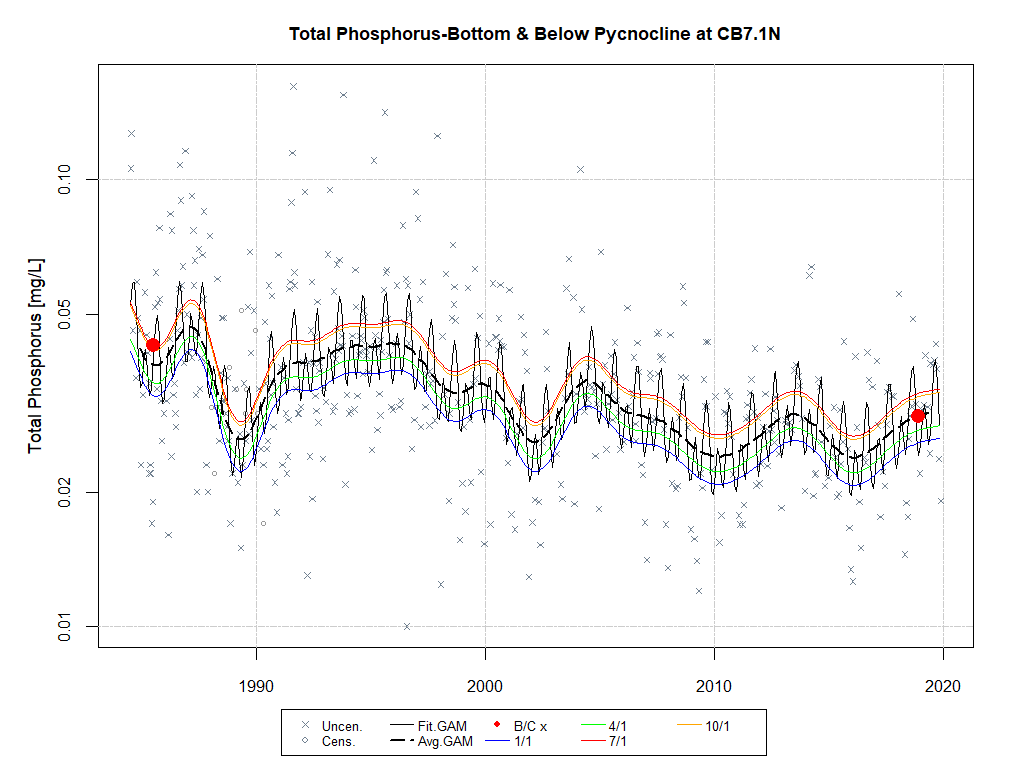 Total Phosphorus-Bottom & Below Pycnocline at CB7.1N
Total Phosphorus [mg/L]
0.10
0.05
0.02
0.01
1990 2000 2010 2020
Uncen. Fit.GAM B/C x 4/1 10/1
Cens. Avg.GAM 1/1 7/1